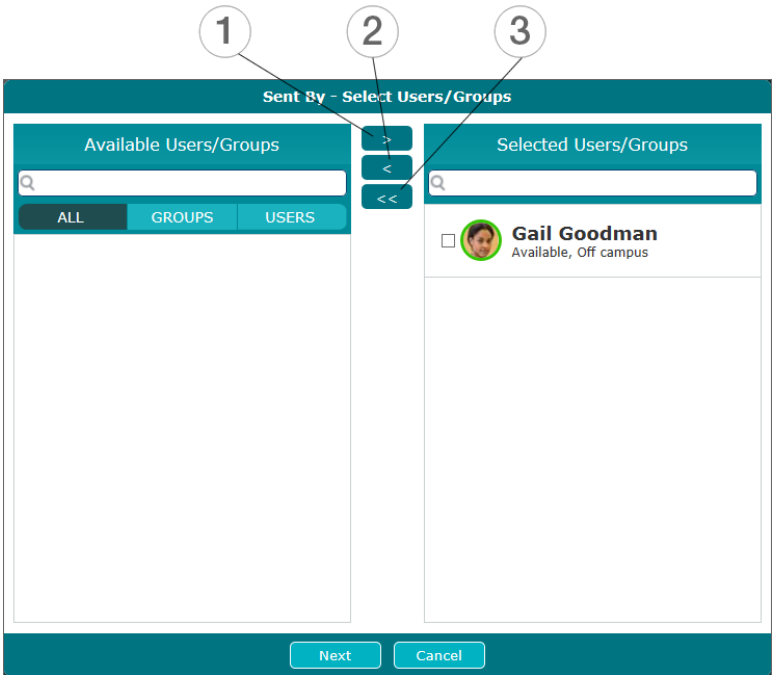 1 2 3
Sent By - Select Users/Groups
Available Users/Groups
ALL GROUPS USERS
>
<
<<
Selected Users/Groups
Gail Goodman
Available, Off campus
Next Cancel